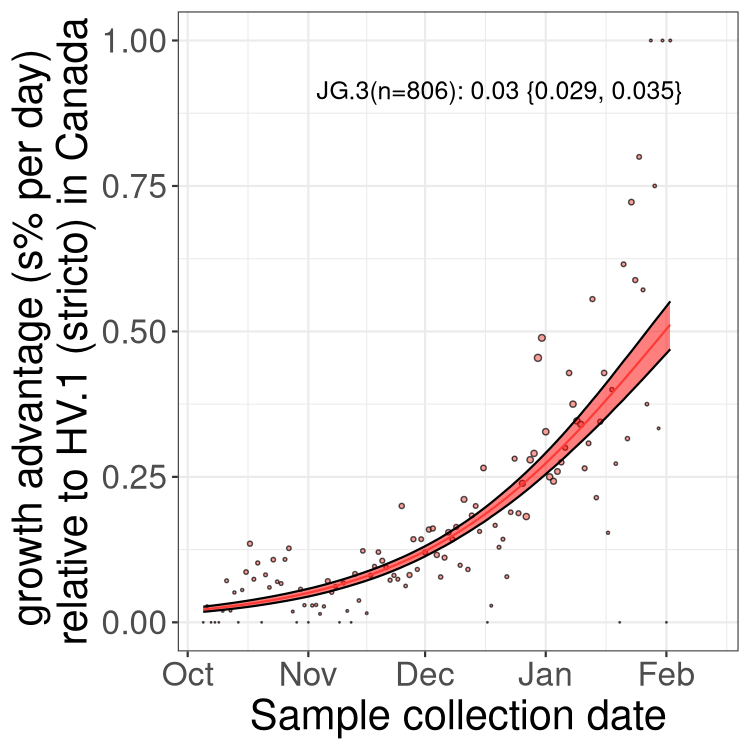 growth advantage (s% per day)
relative to HV.1 (stricto) in Canada
1.00
0.75
0.50
0.25
0.00
JG.3(n=806): 0.03 {0.029, 0.035}
Oct Nov Dec Jan Feb
Sample collection date